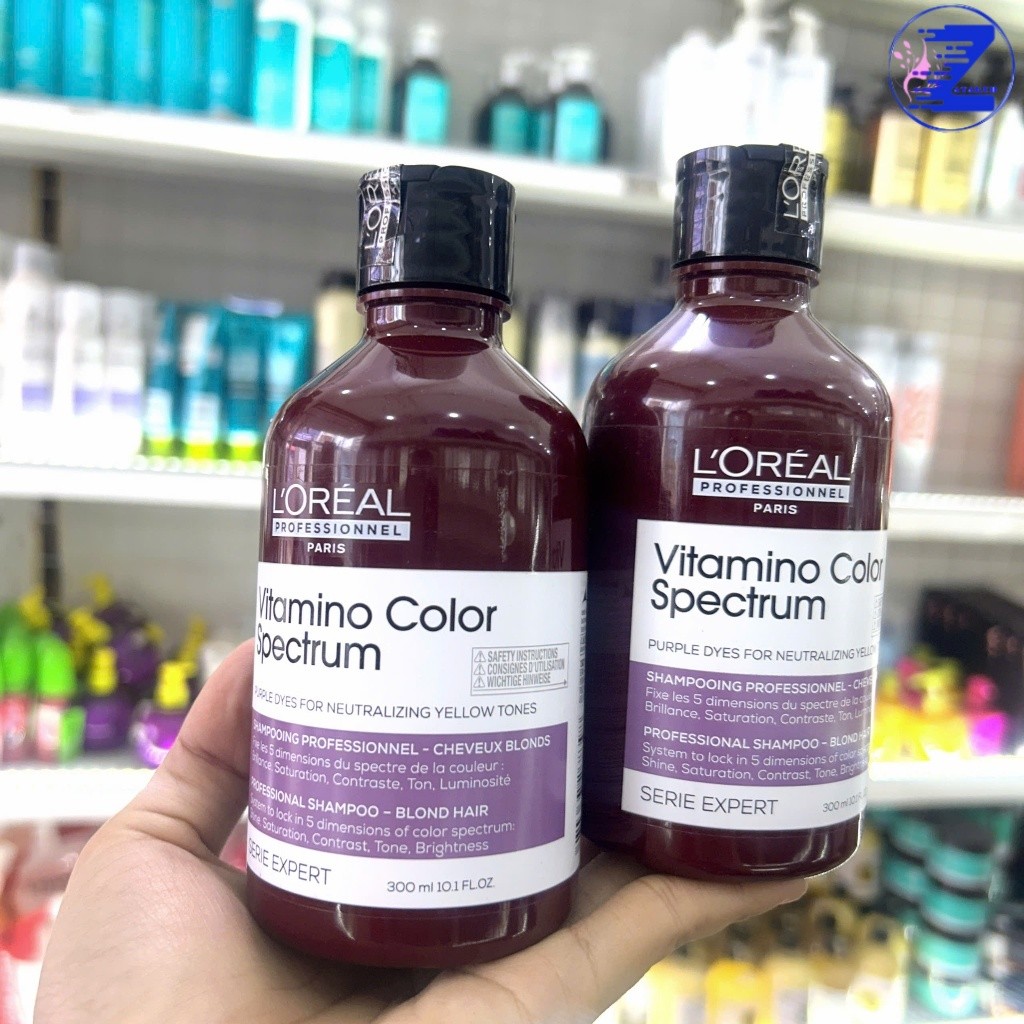 L'ORÉAL
PROFESSIONNEL
PARIS
Vitamino Color
Spectrum
SAFETY INSTRUCTIONS
CONSIGNES D'UTILISATION
WICHTIGE HINWEISE
PURPLE DYES FOR NEUTRALIZING YELLOW TONES
SHAMPOOING PROFESSIONNEL - CHEVEUX BLONDS
Fixe les 5 dimensions du spectre de la couleur :
Brillance, Saturation, Contraste, Ton, Luminosité
PROFESSIONAL SHAMPOO - BLOND HAIR
System to lock in 5 dimensions of color spectrum:
Shine, Saturation, Contrast, Tone, Brightness
SERIE EXPERT
300 ml 10.1 FL.OZ.
L'ORÉAL
PROFESSIONNEL
PARIS
Vitamino Color
Spectrum
PURPLE DYES FOR NEUTRALIZING YELLOW
SHAMPOOING PROFESSIONNEL - 
Fixe les 5 dimensions du spectre de la
Brillance, Saturation, Contraste, Ton,
PROFESSIONAL SHAMPOO - BLOND HAIR
System to lock in 5 dimensions of color
Shine, Saturation, Contrast, Tone,
SERIE EXPERT
300 ml